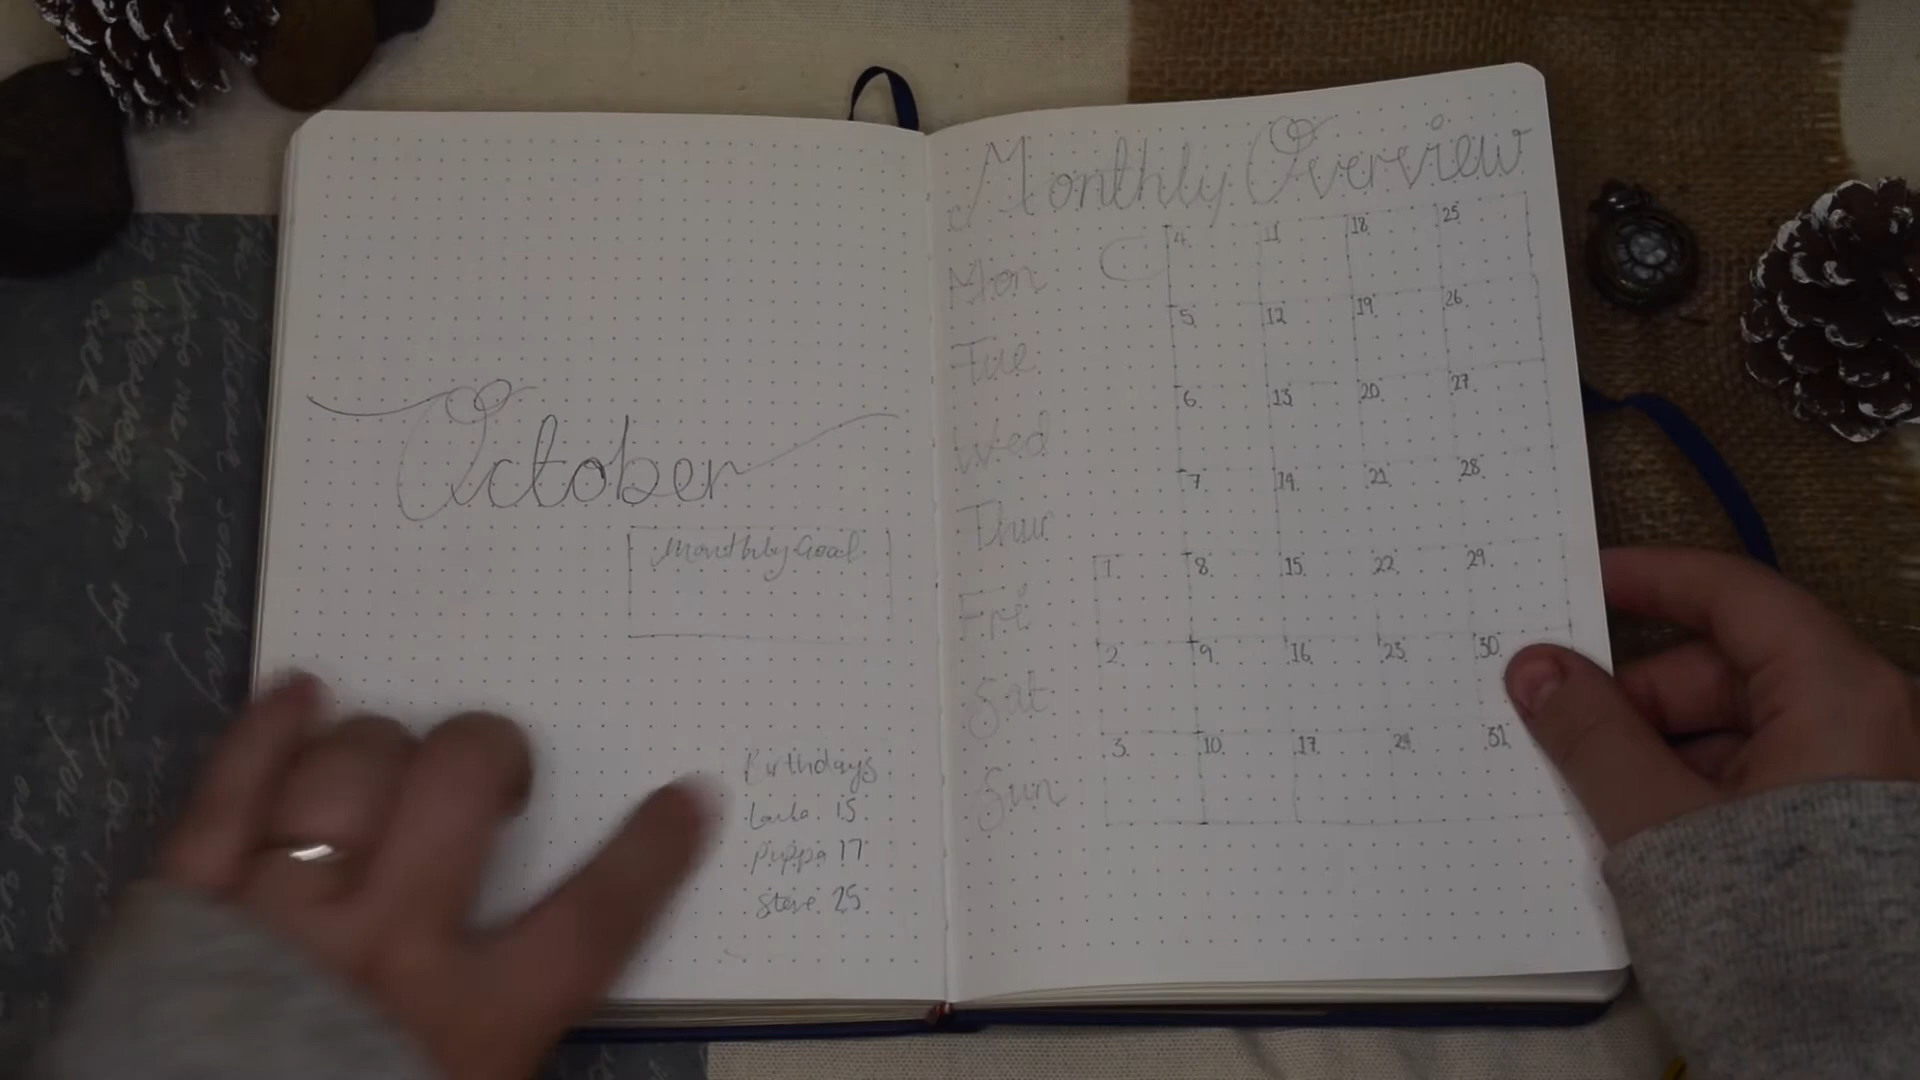 October
Monthly Goal
Birthdays
15
Puppa 17
Steve 25
Monthly Overview
Mon 4 11 18 25
Tue 5 12 19 26
Wed 6 13 20 27
Thur 7 14 21 28
Fri 1 8 15 22 29
Sat 2 9 16 23 30
Sun 3 10 17 24 31